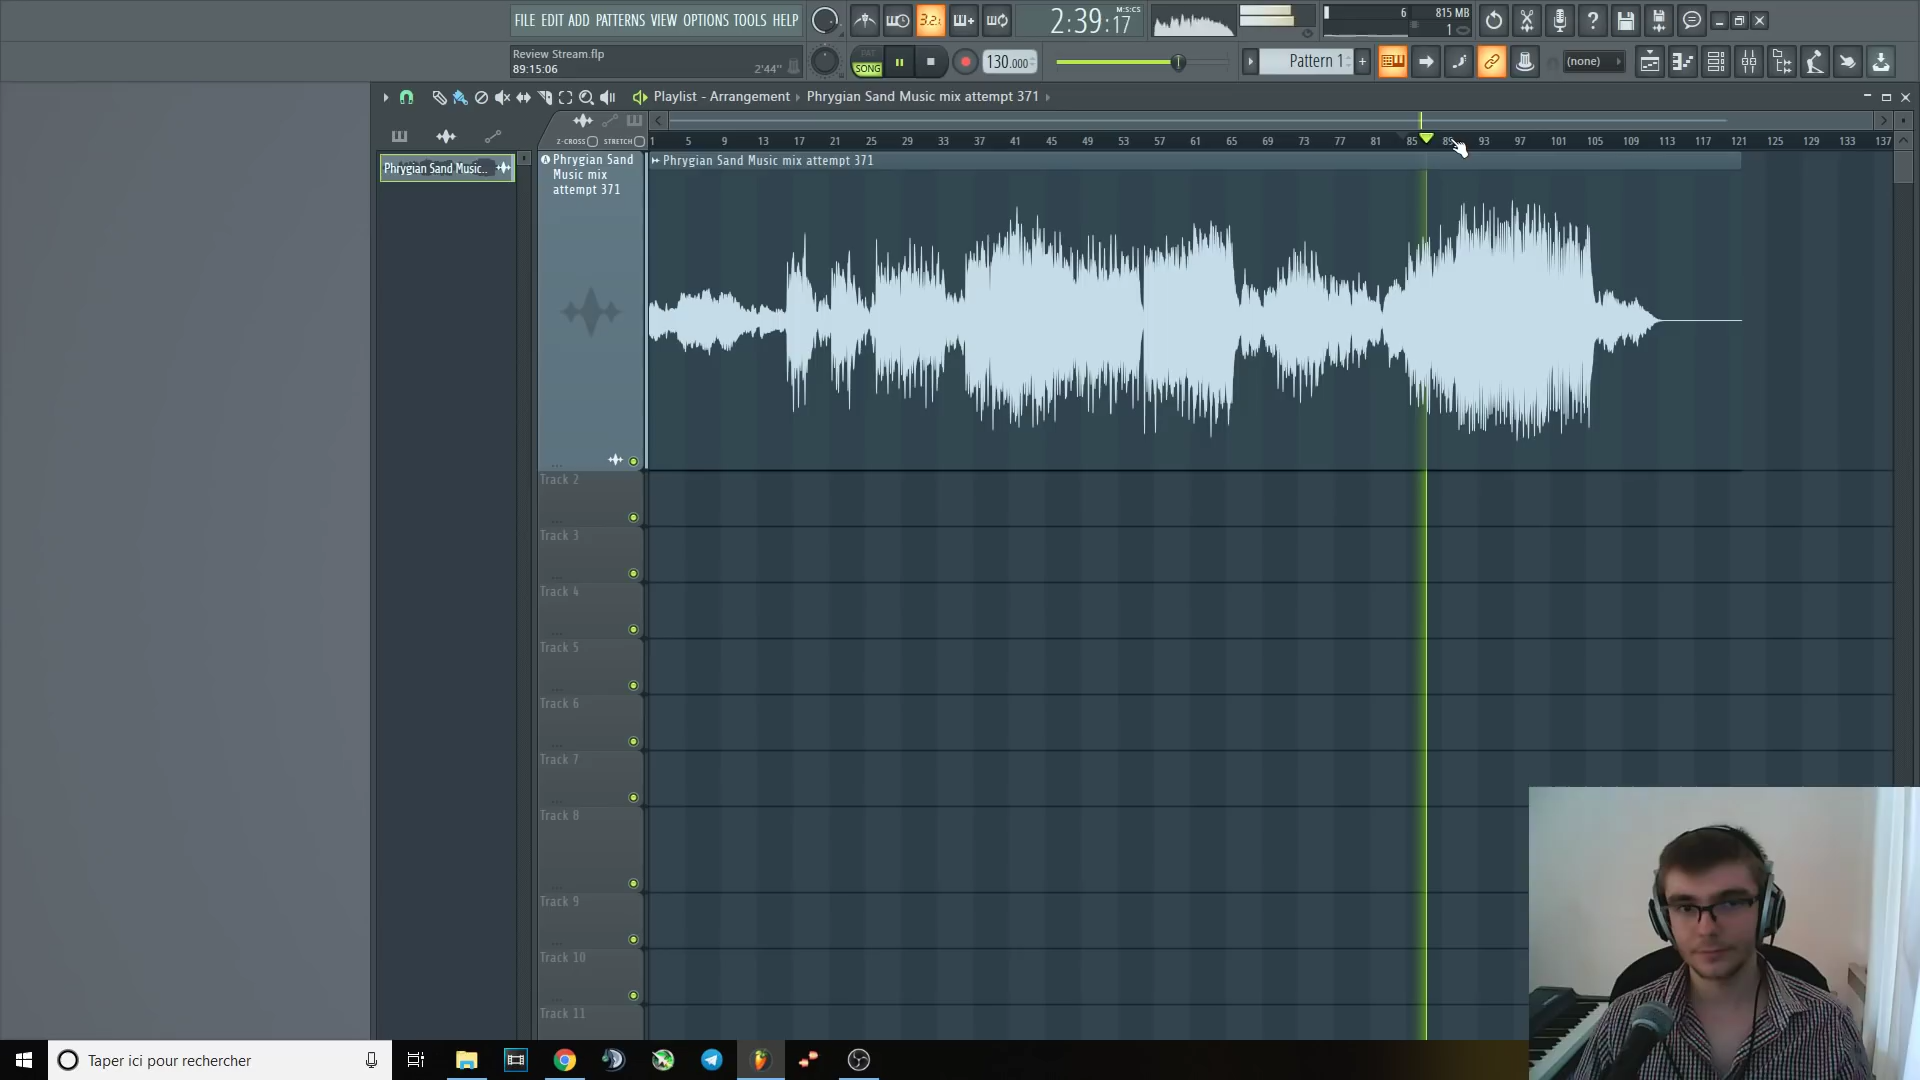 FILE EDIT ADD PATTERNS VIEW OPTIONS TOOLS HELP
3.2:
2:39:17
M:S:CS
6
815 MB
1
Review Stream.flp
89:15:06
2'44"
PAT
SONG
130.000
Pattern 1
(none)
Playlist - Arrangement
Phrygian Sand Music mix attempt 371
Z-CROSS
STRETCH
1 5 9 13 17 21 25 29 33 37 41 45 49 53 57 61 65 69 73 77 81 85 89 93 97 101 105 109 113 117 121 125 129 133 137
Phrygian Sand Music..
Phrygian Sand
Music mix
attempt 371
Phrygian Sand Music mix attempt 371
Track 2
Track 3
Track 4
Track 5
Track 6
Track 7
Track 8
Track 9
Track 10
Track 11
Taper ici pour rechercher